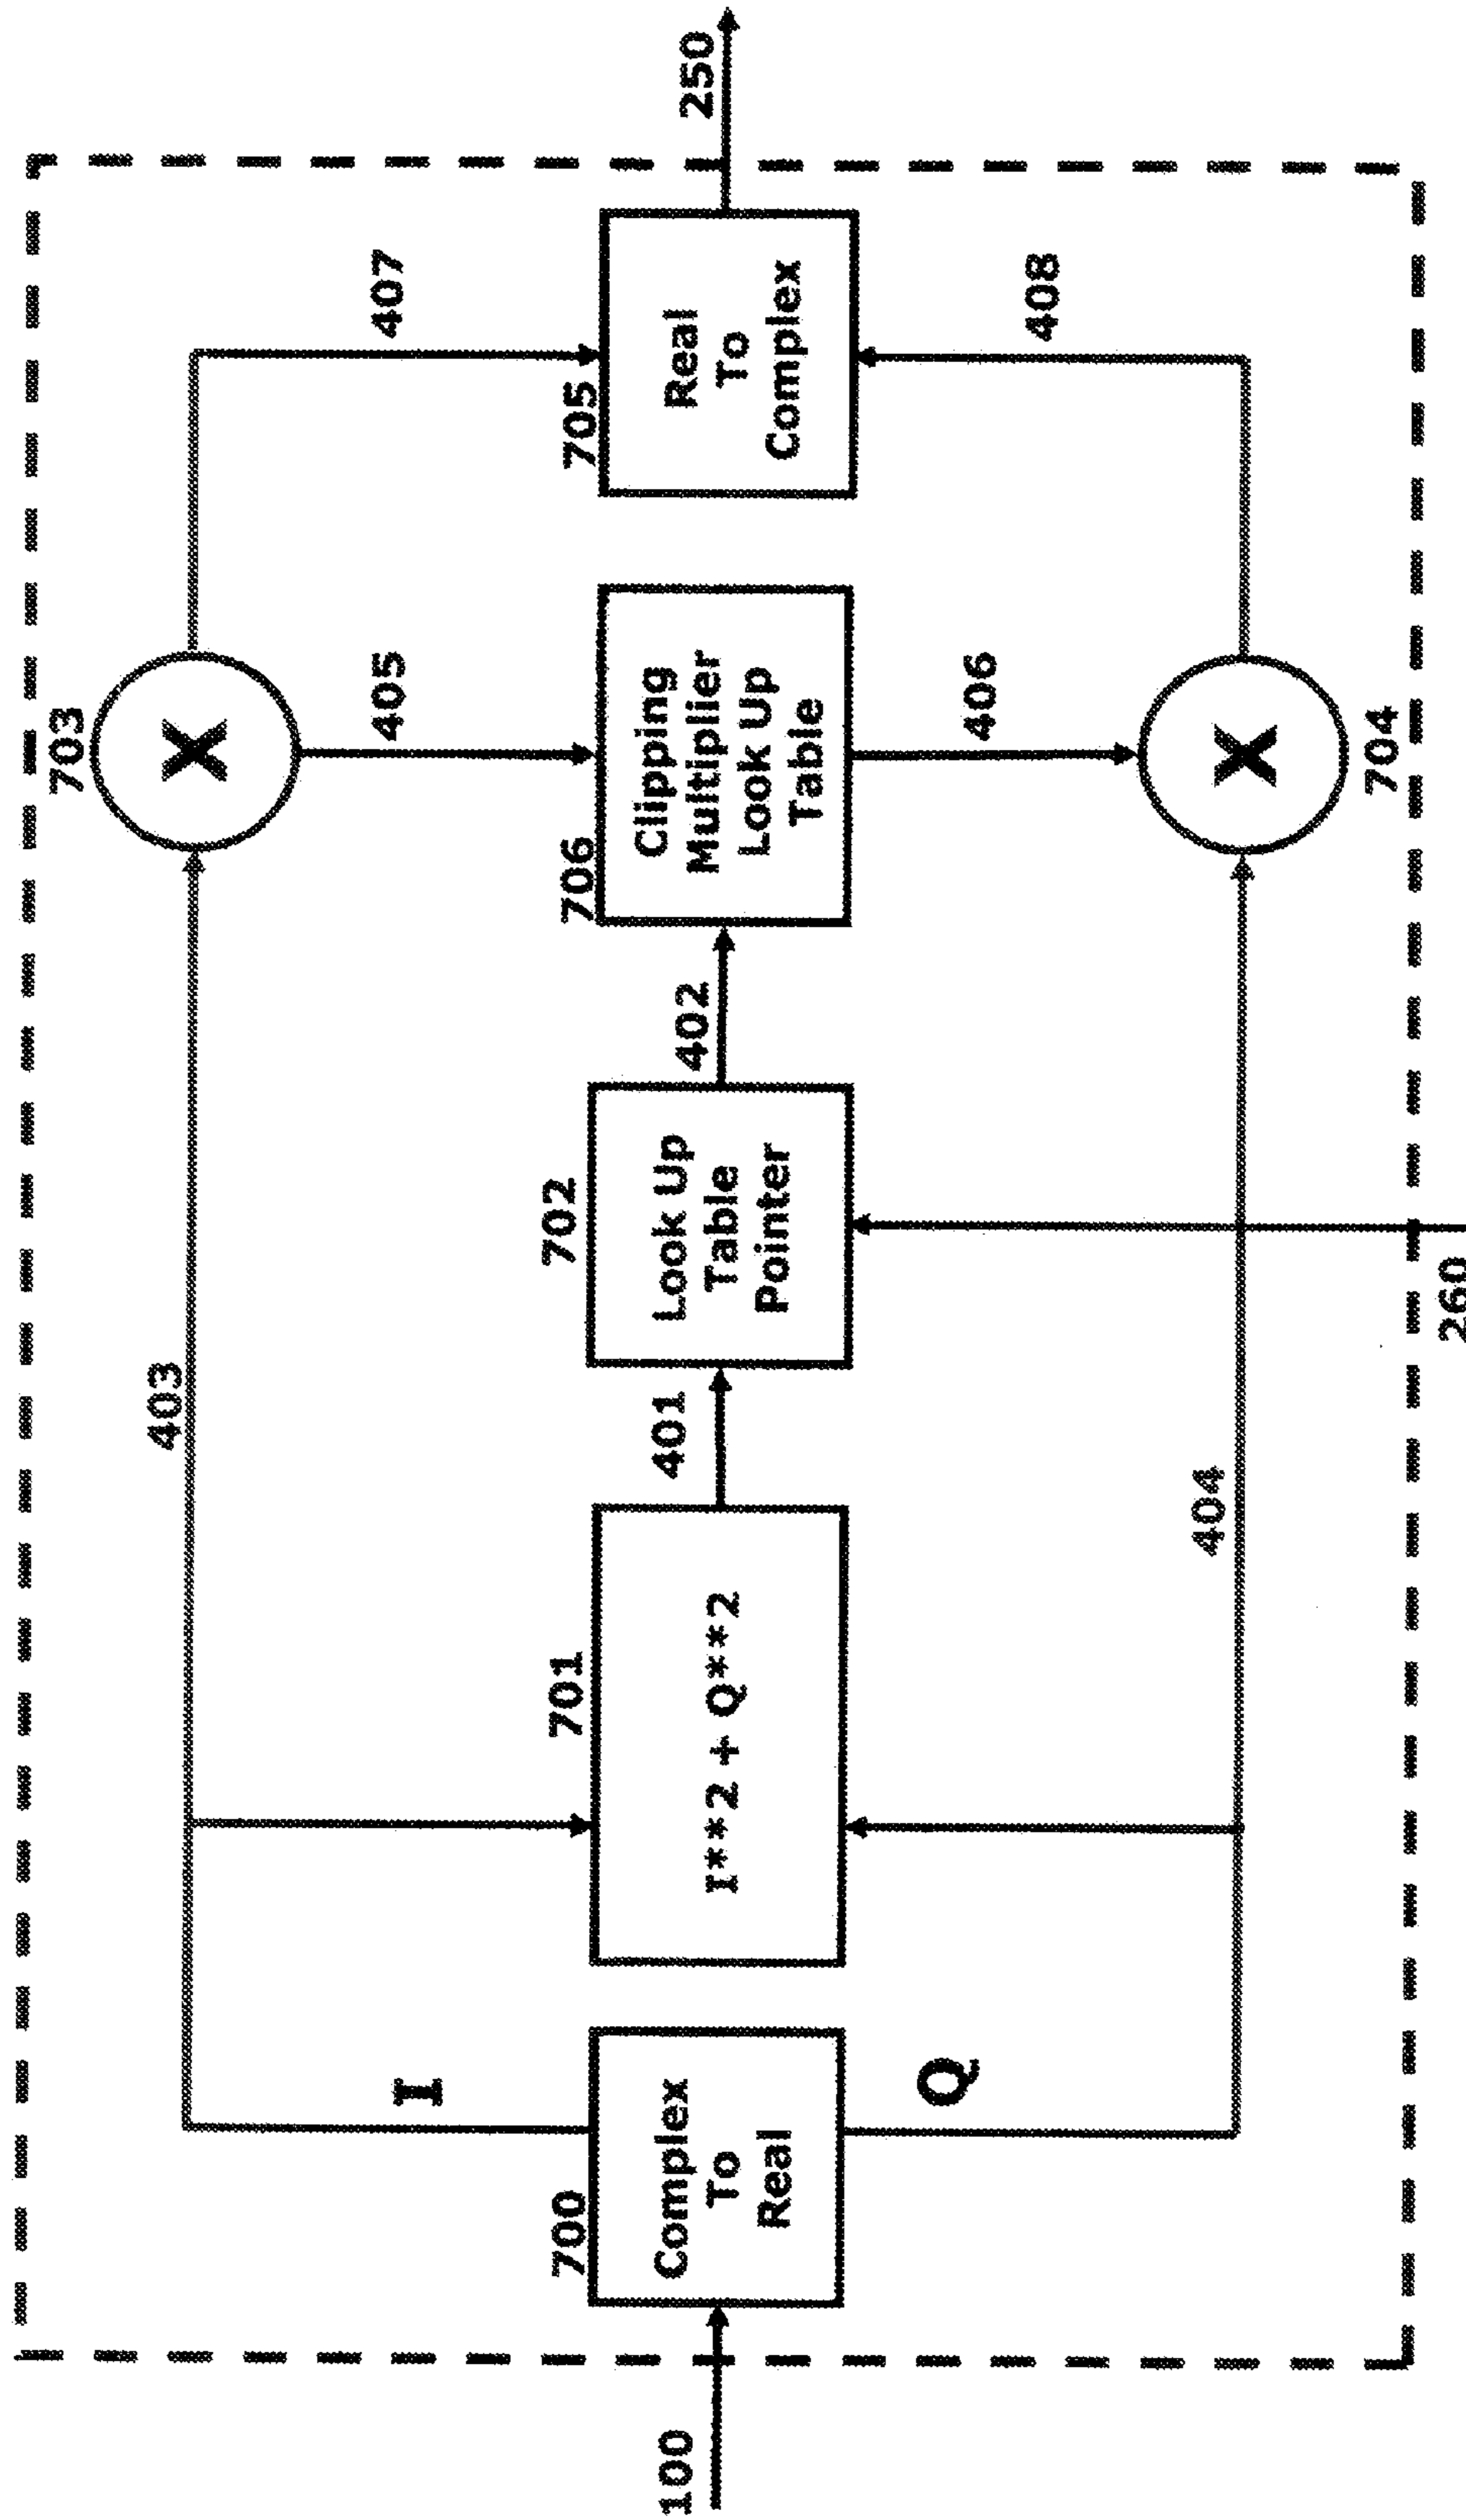 703
403
407
I
405
100
700
Complex
To
Real
701
I**2 + Q**2
401
702
Look Up
Table
Pointer
402
706
Clipping
Multiplier
Look Up
Table
705
Real
To
Complex
250
Q
404
406
408
704
260